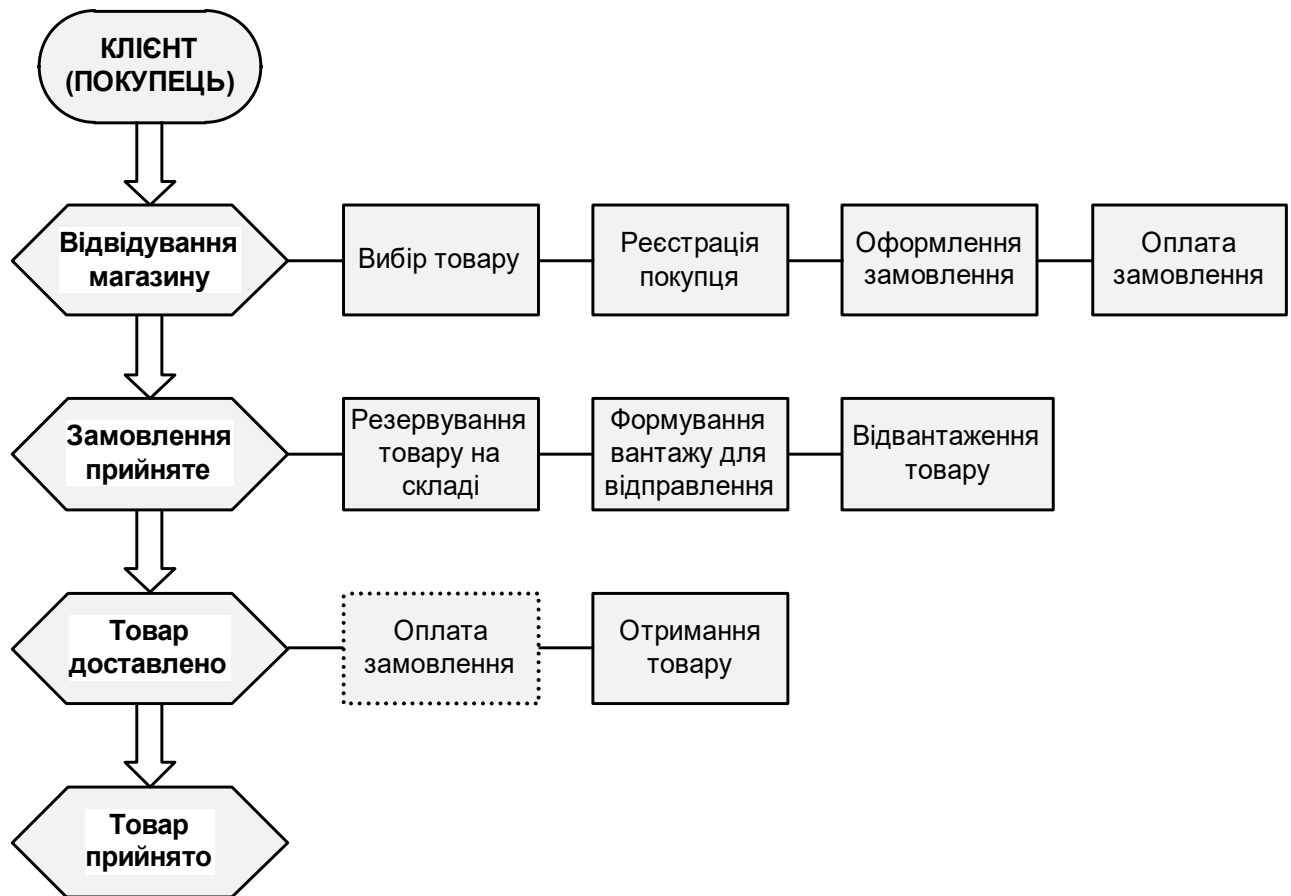 КЛІЄНТ
(ПОКУПЕЦЬ)
Відвідування
магазину
Вибір товару
Реєстрація
покупця
Оформлення
замовлення
Оплата
замовлення
Замовлення
прийняте
Резервування
товару на
складі
Формування
вантажу для
відправлення
Відвантаження
товару
Товар
доставлено
Оплата
замовлення
Отримання
товару
Товар
прийнято